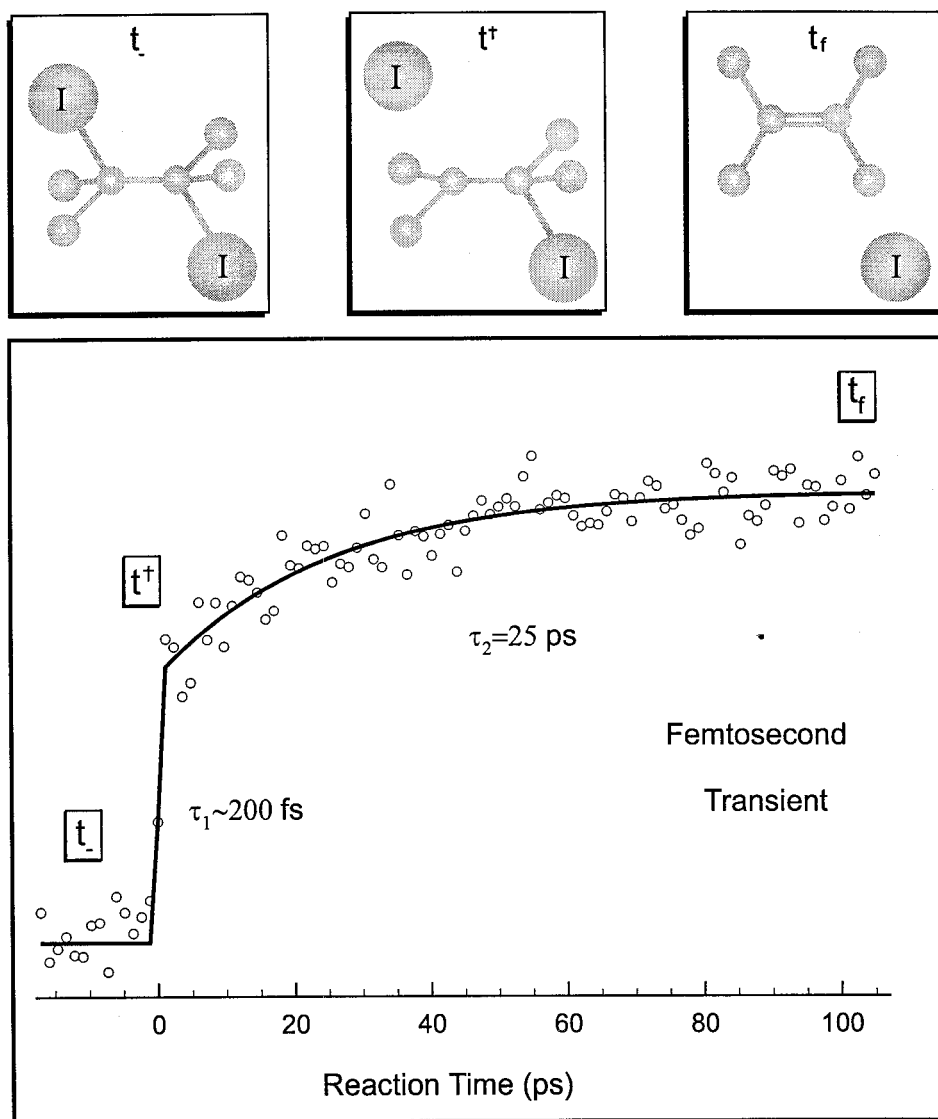 t₋
t†
t_f
I
I
I
I
I
t_f
t†
τ₂=25 ps
Femtosecond
Transient
τ₁~200 fs
t₋
0 20 40 60 80 100
Reaction Time (ps)